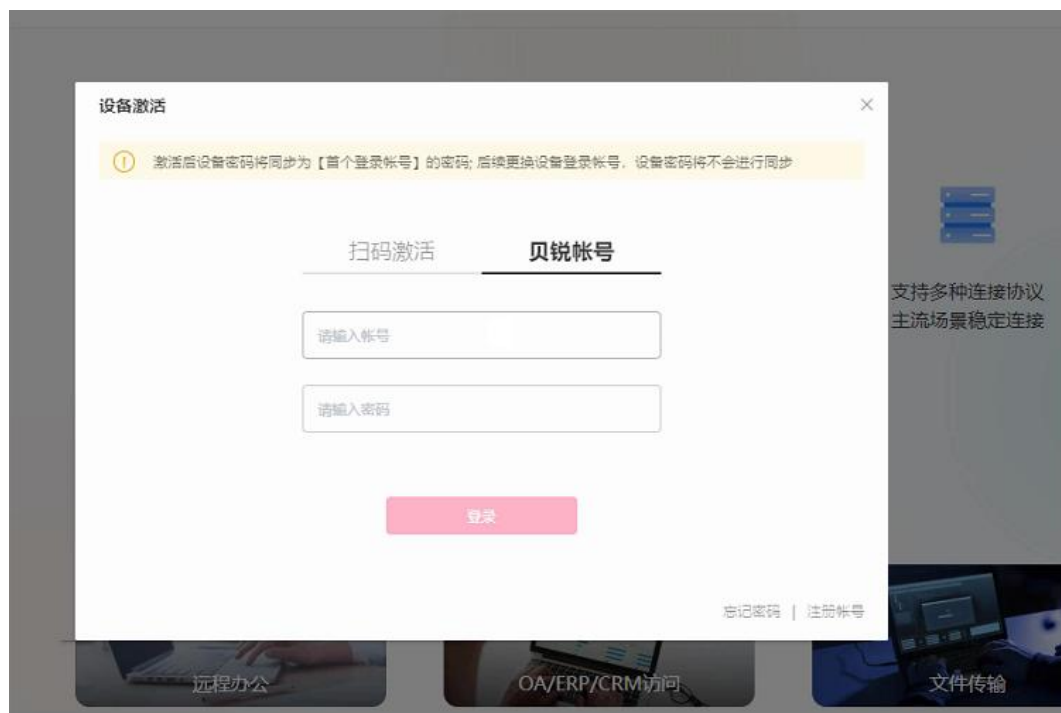 设备激活
激活后设备密码将同步为【首个登录帐号】的密码; 后续更换设备登录帐号，设备密码将不会进行同步
扫码激活
贝锐帐号
请输入帐号
请输入密码
登录
忘记密码 | 注册帐号
支持多种连接协议
主流场景稳定连接
远程办公
OA/ERP/CRM访问
文件传输